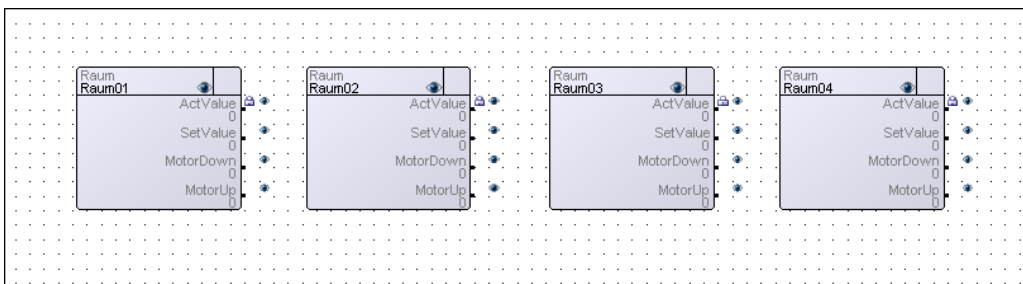 Raum
Raum01
ActValue
0
SetValue
0
MotorDown
0
MotorUp
0
Raum
Raum02
ActValue
0
SetValue
0
MotorDown
0
MotorUp
0
Raum
Raum03
ActValue
0
SetValue
0
MotorDown
0
MotorUp
0
Raum
Raum04
ActValue
0
SetValue
0
MotorDown
0
MotorUp
0